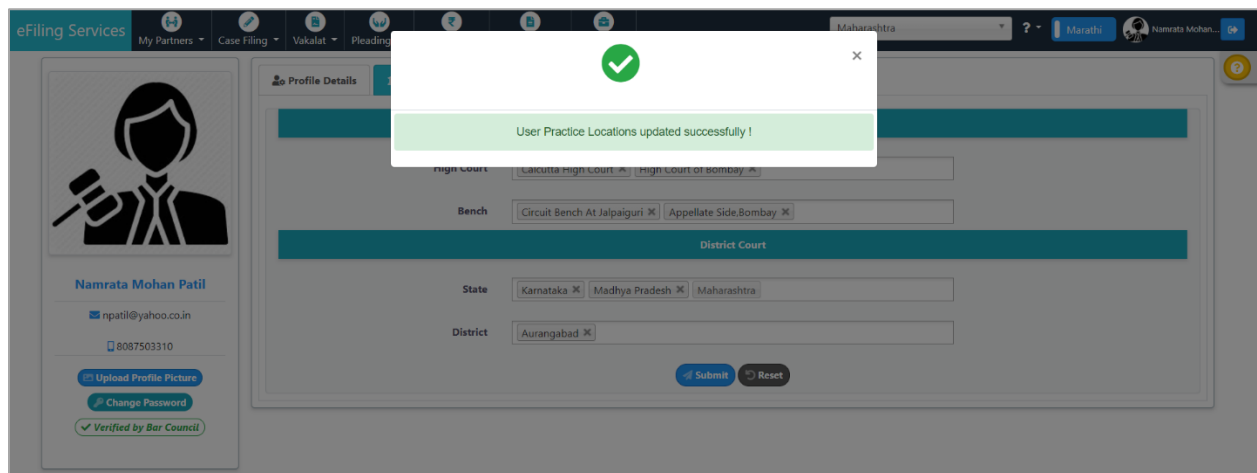 eFiling Services
My Partners
Case Filing
Vakalat
Pleading
Maharashtra
?
Marathi
Namrata Mohan...
Profile Details
User Practice Locations updated successfully !
High Court
Calcutta High Court
High Court of Bombay
Bench
Circuit Bench At Jalpaiguri
Appellate Side,Bombay
District Court
State
Karnataka
Madhya Pradesh
Maharashtra
District
Aurangabad
Submit
Reset
Namrata Mohan Patil
npatil@yahoo.co.in
8087503310
Upload Profile Picture
Change Password
Verified by Bar Council